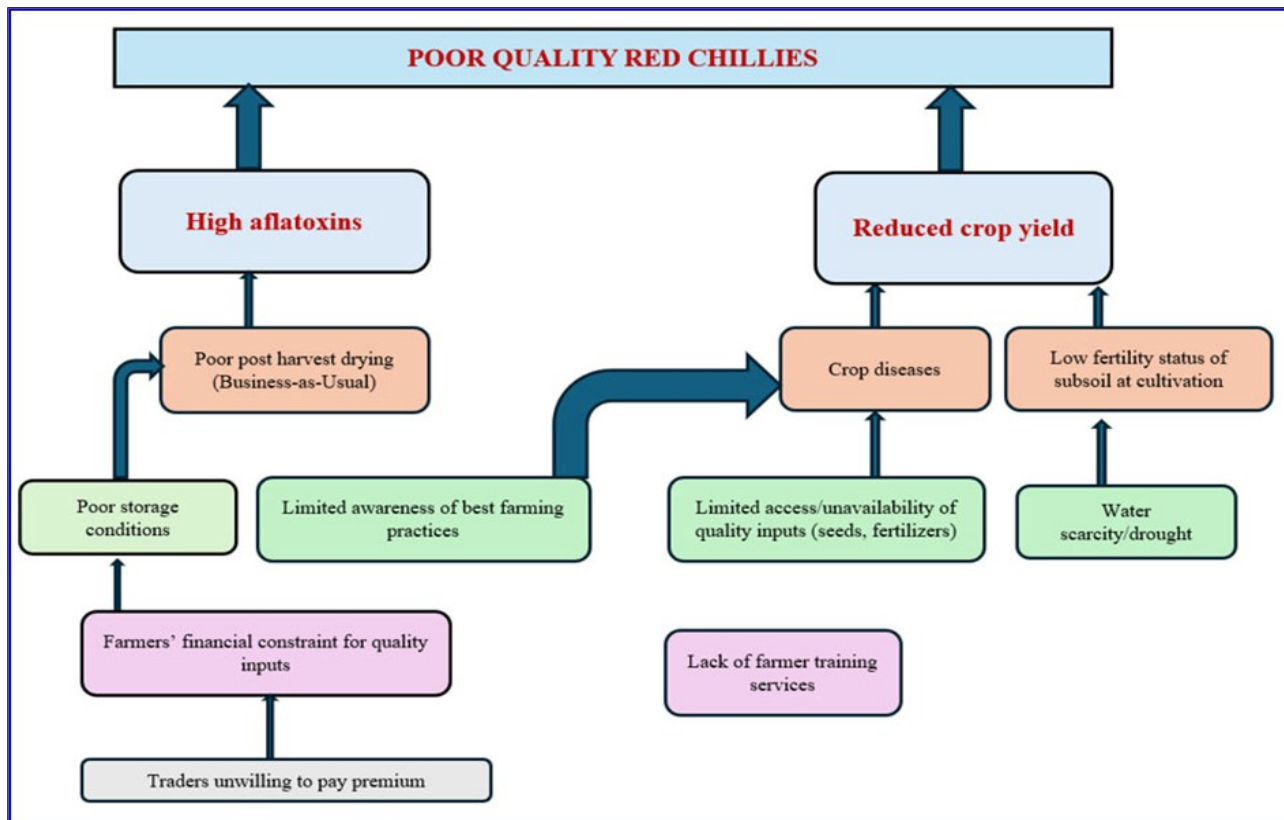 POOR QUALITY RED CHILLIES
High aflatoxins
Reduced crop yield
Poor post harvest drying
(Business-as-Usual)
Crop diseases
Low fertility status of
subsoil at cultivation
Poor storage
conditions
Limited awareness of best farming
practices
Limited access/unavailability of
quality inputs (seeds, fertilizers)
Water
scarcity/drought
Farmers’ financial constraint for quality
inputs
Lack of farmer training
services
Traders unwilling to pay premium